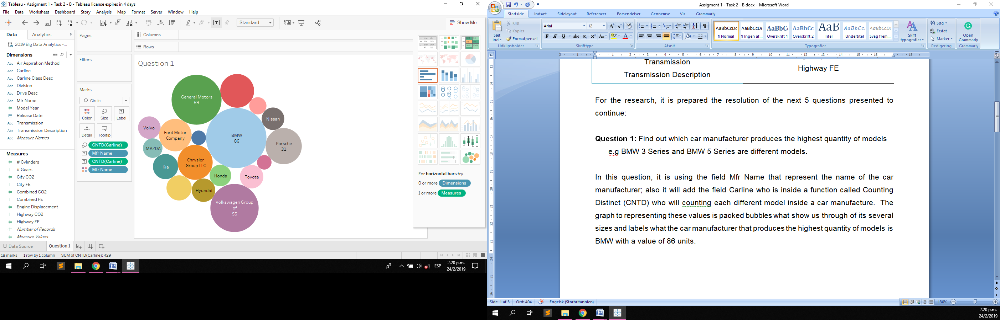 Tableau - Assigment 1 - Task 2 - B - Tableau license expires in 4 days
File Data Worksheet Dashboard Story Analysis Map Format Server Window Help
Standard
Show Me
Data Analytics
2019 Big Data Analytics -...
Dimensions
Abc Air Aspiration Method
Abc Carline
Abc Carline Class Desc
Abc Division
Abc Drive Desc
Abc Mfr Name
# Model Year
Release Date
Abc Transmission
Abc Transmission Description
Abc Measure Names
Measures
# # Cylinders
# # Gears
# City CO2
# City FE
# Combined CO2
# Combined FE
# Engine Displacement
# Highway CO2
# Highway FE
=# Number of Records
# Measure Values
Pages
Filters
Marks
Circle
Color Size Label
Detail Tooltip
CNTD(Carline)
Mfr Name
CNTD(Carline)
Mfr Name
Columns
Rows
Question 1
General Motors
59
Nissan
Volvo
Ford Motor
Company
BMW
86
Porsche
31
MAZDA
Chrysler
Group LLC
Kia
Honda
Toyota
Hyundai
Volkswagen Group
of
55
For horizontal bars try
0 or more Dimensions
1 or more Measures
Data Source Question 1
18 marks 1 row by 1 column SUM of CNTD(Carline): 429
ESP
2:20 p.m.
24/2/2019
Assigment 1 - Task 2 - B.docx - Microsoft Word
Startside Indsæt Sidelayout Referencer Forsendelser Gennemse Vis Grammarly
Sæt
ind
Klip
Kopier
Formatpensel
Udklipsholder
Arial 12
F K U abc x₂ x² Aa
Skrifttype
Afsnit
AaBbCcDc AaBbCcDc AaBbC AaBbCc AaB AaBbCc. AaBbCcDc
¶ Normal ¶ Ingen af... Overskrift 1 Overskrift 2 Titel Undertitel Svag frem...
Skift
typografier
Typografier
Søg
Erstat
Marker
Redigering
Open
Grammarly
Grammarly
Transmission
Transmission Description
Highway FE
For the research, it is prepared the resolution of the next 5 questions presented to
continue:
Question 1: Find out which car manufacturer produces the highest quantity of models
e.g BMW 3 Series and BMW 5 Series are different models.
In this question, it is using the field Mfr Name that represent the name of the car
manufacturer; also it will add the field Carline who is inside a function called Counting
Distinct (CNTD) who will counting each different model inside a car manufacture. The
graph to representing these values is packed bubbles what show us through of its several
sizes and labels what the car manufacturer that produces the highest quantity of models is
BMW with a value of 86 units.
Side: 1 af 3 Ord: 404 Engelsk (Storbritannien) 130%
2:20 p.m.
24/2/2019